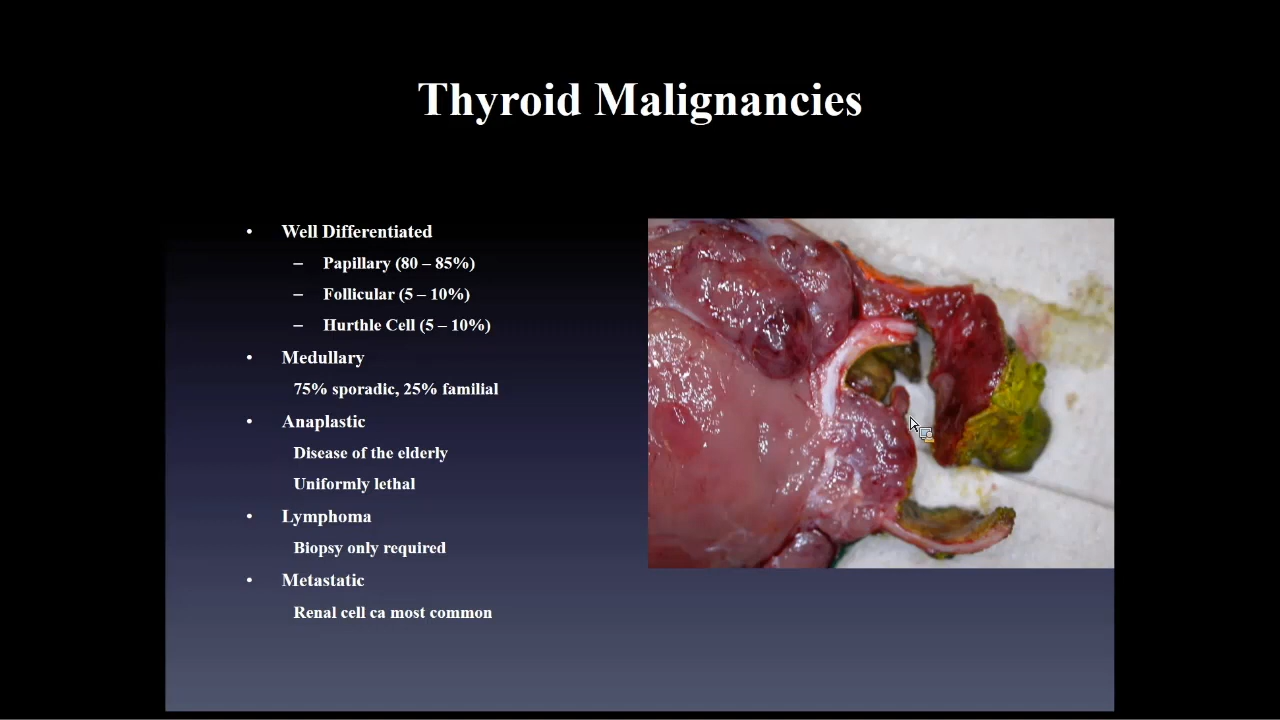 Thyroid Malignancies
• Well Differentiated
– Papillary (80 – 85%)
– Follicular (5 – 10%)
– Hurthle Cell (5 – 10%)
• Medullary
75% sporadic, 25% familial
• Anaplastic
Disease of the elderly
Uniformly lethal
• Lymphoma
Biopsy only required
• Metastatic
Renal cell ca most common